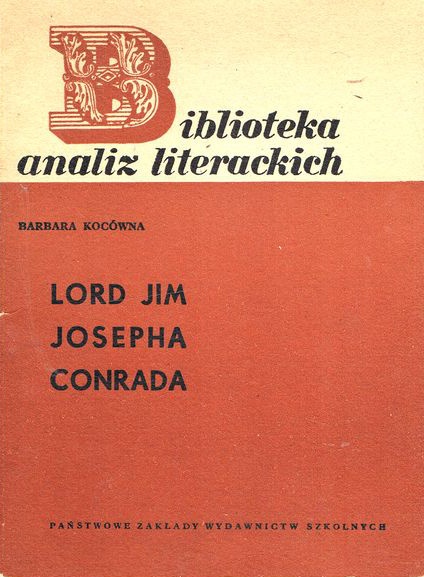 Biblioteka
analiz literackich
BARBARA KOCÓWNA
LORD JIM
JOSEPHA
CONRADA
PAŃSTWOWE ZAKŁADY WYDAWNICTW SZKOLNYCH